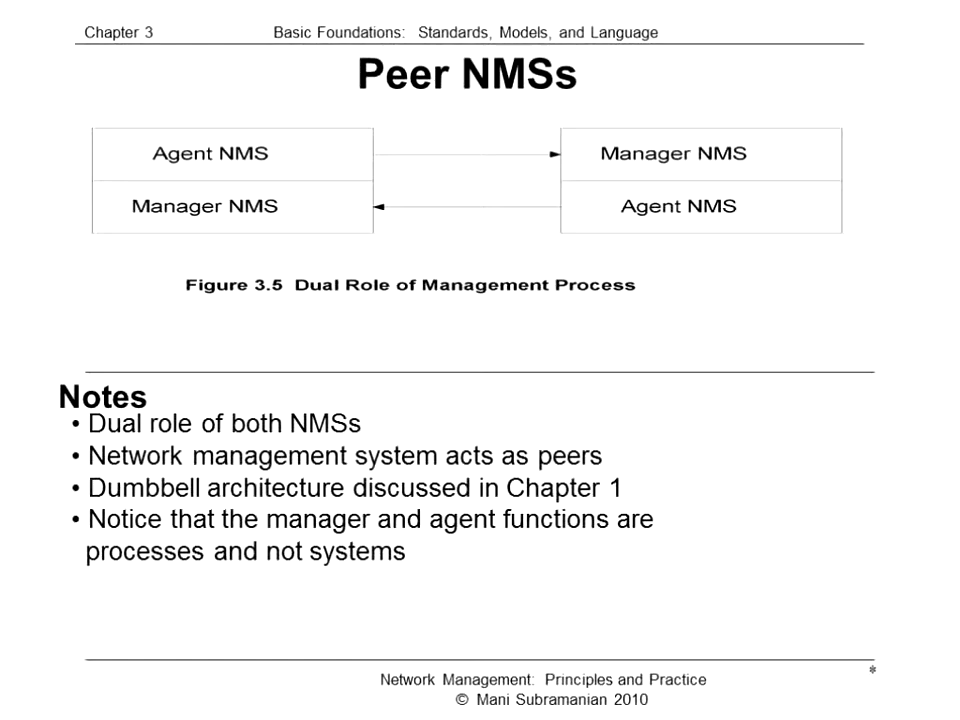 Chapter 3 Basic Foundations: Standards, Models, and Language
Peer NMSs
Agent NMS Manager NMS
Manager NMS Agent NMS
Figure 3.5 Dual Role of Management Process
Notes
• Dual role of both NMSs
• Network management system acts as peers
• Dumbbell architecture discussed in Chapter 1
• Notice that the manager and agent functions are
processes and not systems
*
Network Management: Principles and Practice
© Mani Subramanian 2010